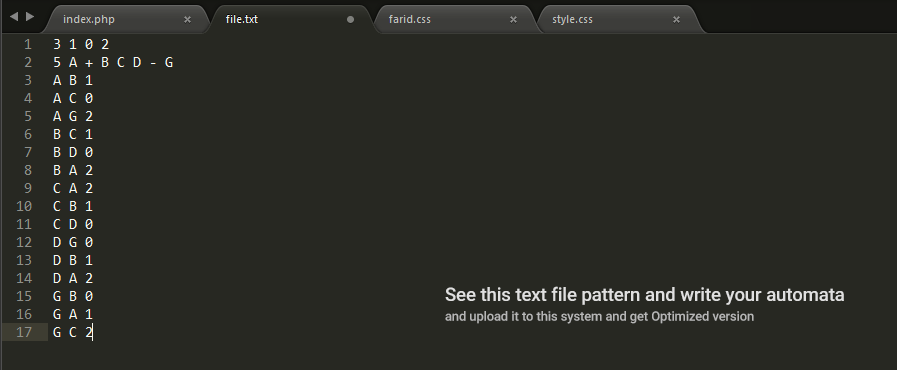 index.php × file.txt farid.css × style.css ×
1 3 1 0 2
2 5 A + B C D - G
3 A B 1
4 A C 0
5 A G 2
6 B C 1
7 B D 0
8 B A 2
9 C A 2
10 C B 1
11 C D 0
12 D G 0
13 D B 1
14 D A 2
15 G B 0
16 G A 1
17 G C 2
See this text file pattern and write your automata
and upload it to this system and get Optimized version